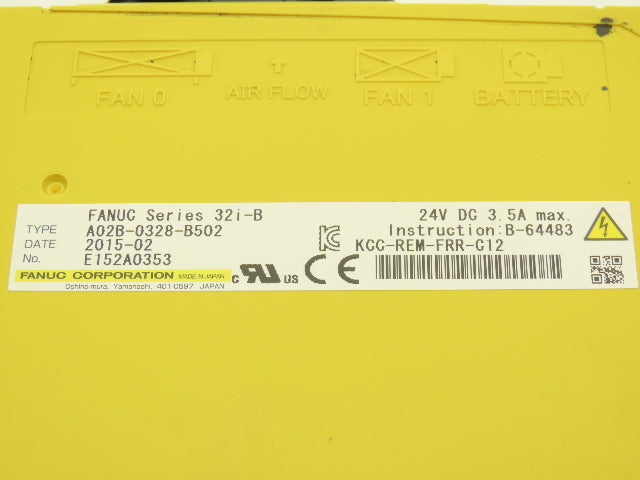 FAN 0 AIR FLOW FAN 1 BATTERY
FANUC Series 32i-B 24V DC 3.5A max.
TYPE A02B-0328-B502 Instruction:B-64483
DATE 2015-02 KCC-REM-FRR-C12
No. E152A0353
FANUC CORPORATION MADE IN JAPAN
Oshino-mura, Yamanashi, 401-0597 JAPAN
c RU US CE